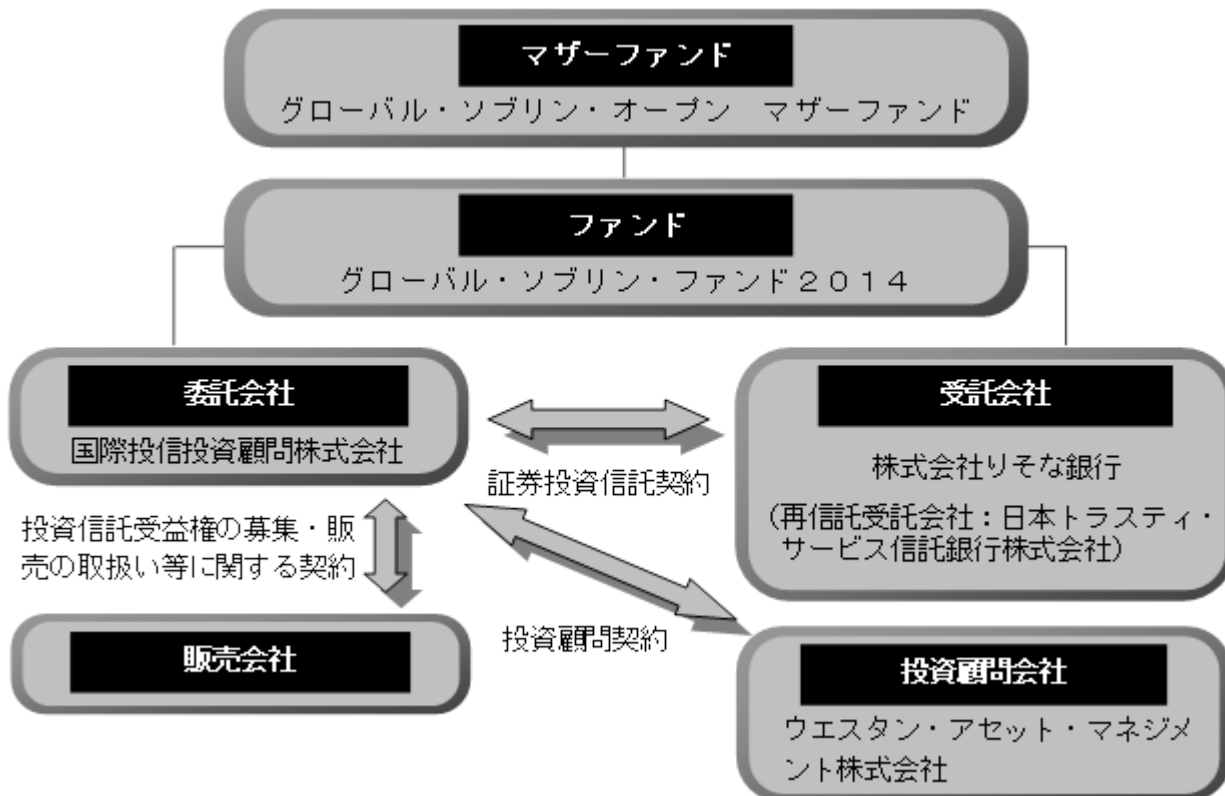 マザーファンド
グローバル・ソブリン・オープン　マザーファンド
ファンド
グローバル・ソブリン・ファンド２０１４
委託会社
国際投信投資顧問株式会社
受託会社
株式会社りそな銀行
（再信託受託会社：日本トラスティ・
サービス信託銀行株式会社）
証券投資信託契約
投資信託受益権の募集・販
売の取扱い等に関する契約
投資顧問契約
販売会社
投資顧問会社
ウエスタン・アセット・マネジメ
ント株式会社